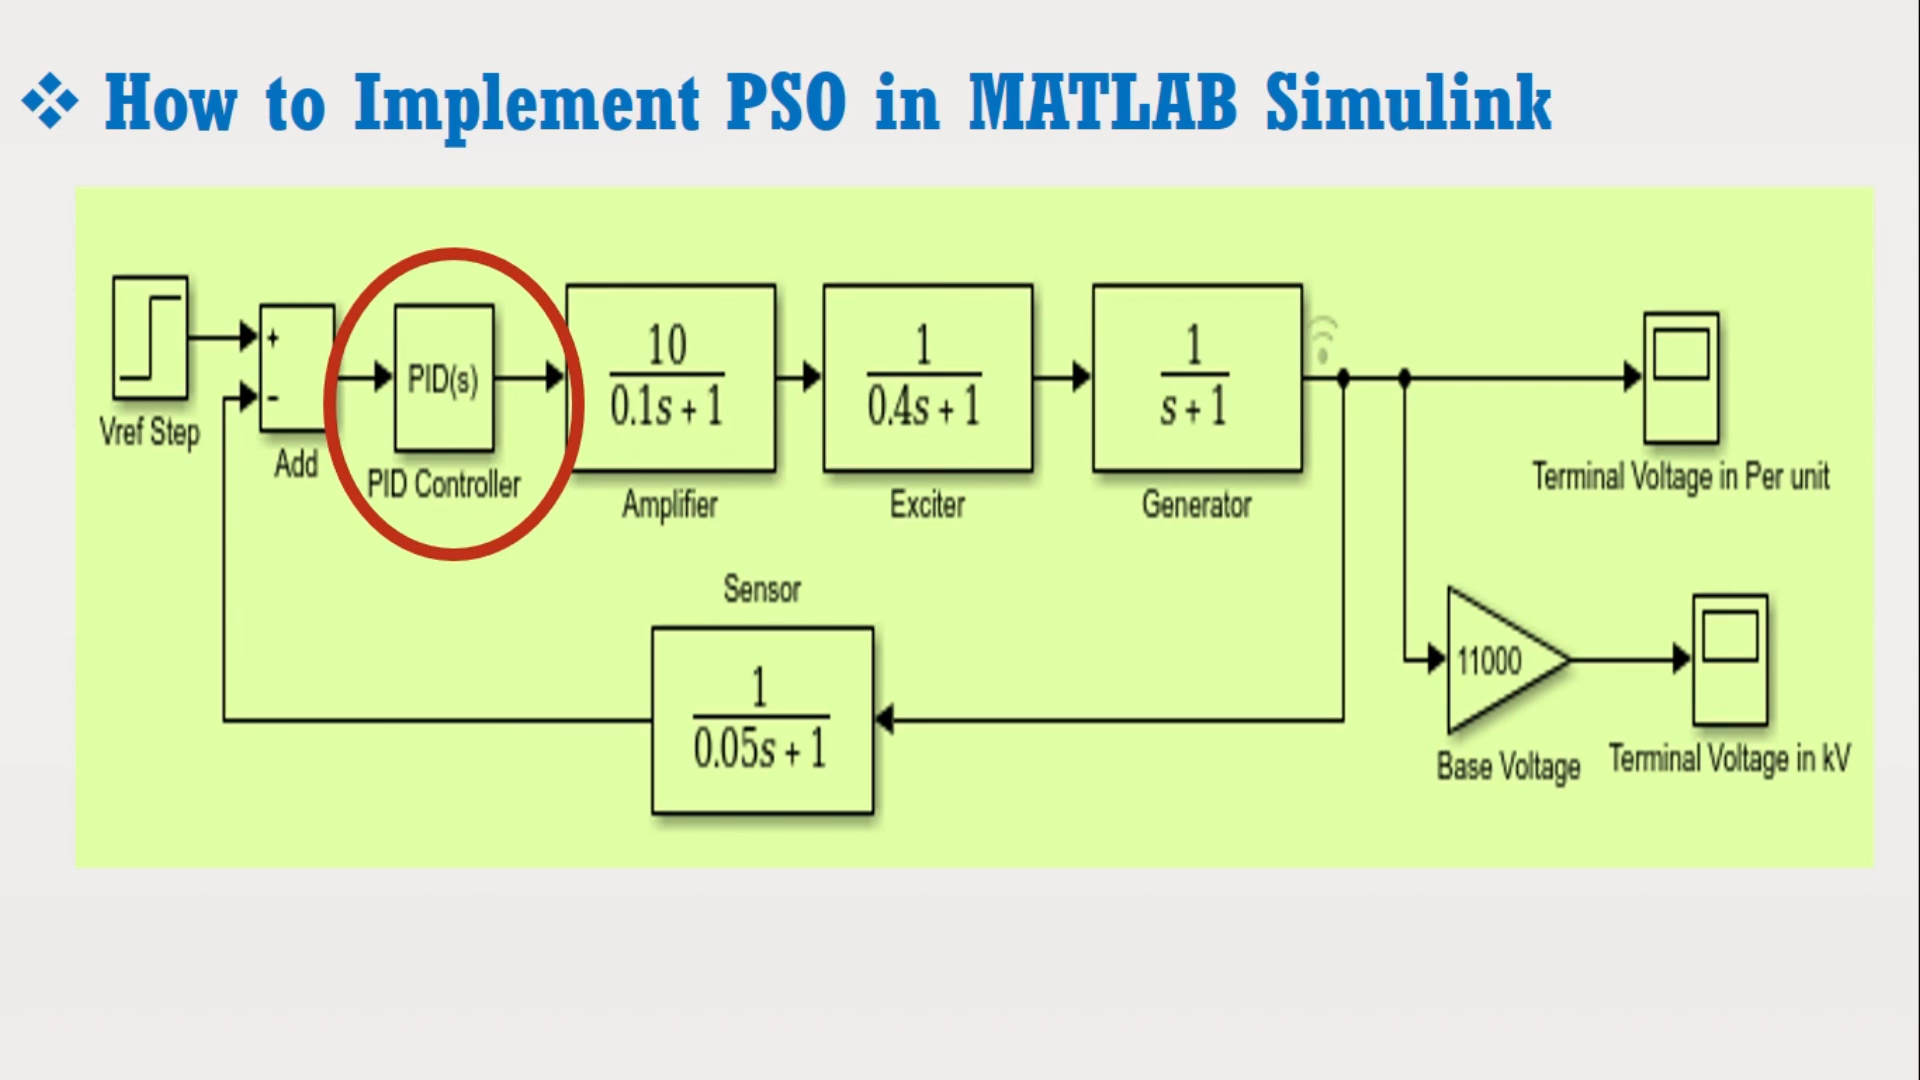 How to Implement PSO in MATLAB Simulink
Vref Step
+
-
Add
PID(s)
PID Controller
10
0.1s + 1
Amplifier
1
0.4s + 1
Exciter
1
s + 1
Generator
Terminal Voltage in Per unit
Sensor
1
0.05s + 1
11000
Base Voltage
Terminal Voltage in kV